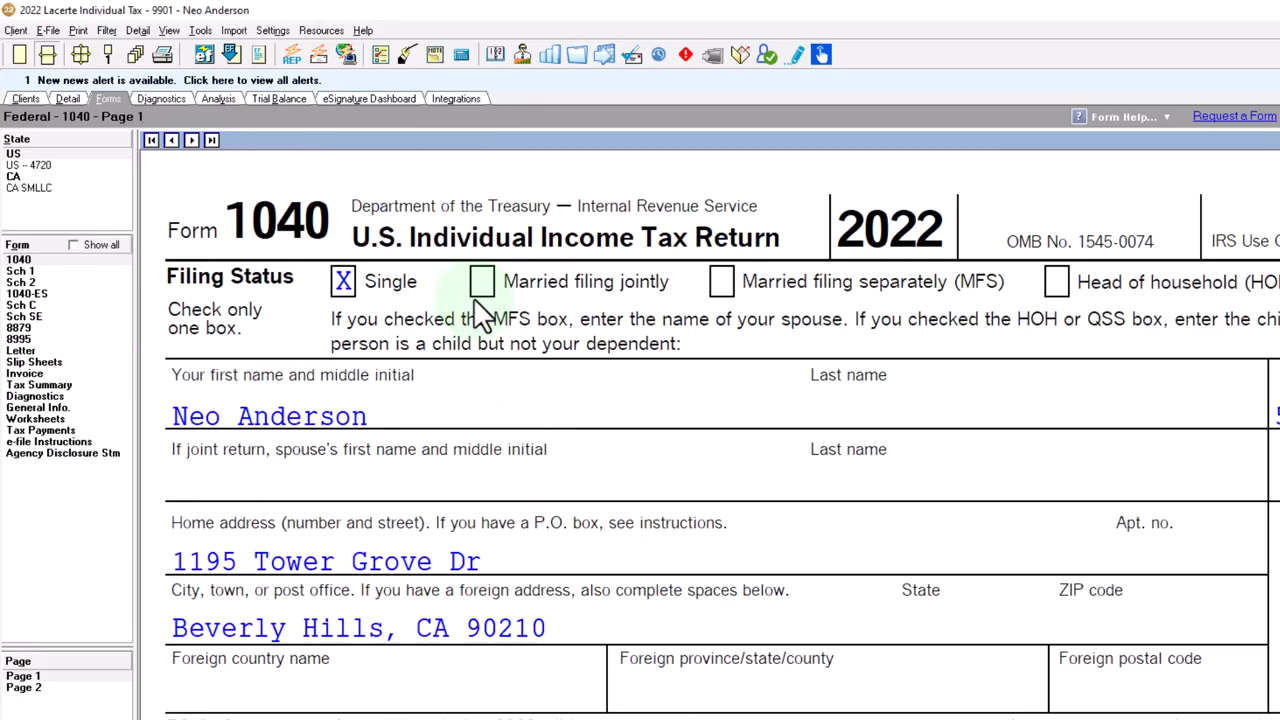 2022 Lacerte Individual Tax - 9901 - Neo Anderson
Client E-File Print Filter Detail View Tools Import Settings Resources Help
1 New news alert is available. Click here to view all alerts.
Clients Detail Forms Diagnostics Analysis Trial Balance eSignature Dashboard Integrations
Federal - 1040 - Page 1
? Form Help... Request a Form
State
US
US -- 4720
CA
CA SMLLC
Form Show all
1040
Sch 1
Sch 2
1040-ES
Sch C
Sch SE
8879
8995
Letter
Slip Sheets
Invoice
Tax Summary
Diagnostics
General Info.
Worksheets
Tax Payments
e-file Instructions
Agency Disclosure Stm
Page
Page 1
Page 2
Form 1040
Department of the Treasury — Internal Revenue Service
U.S. Individual Income Tax Return
2022
OMB No. 1545-0074
IRS Use
Filing Status
Check only
one box.
X Single Married filing jointly Married filing separately (MFS) Head of household (HO
If you checked the MFS box, enter the name of your spouse. If you checked the HOH or QSS box, enter the chi
person is a child but not your dependent:
Your first name and middle initial Last name
Neo Anderson
If joint return, spouse's first name and middle initial Last name
Home address (number and street). If you have a P.O. box, see instructions. Apt. no.
1195 Tower Grove Dr
City, town, or post office. If you have a foreign address, also complete spaces below. State ZIP code
Beverly Hills, CA 90210
Foreign country name Foreign province/state/county Foreign postal code